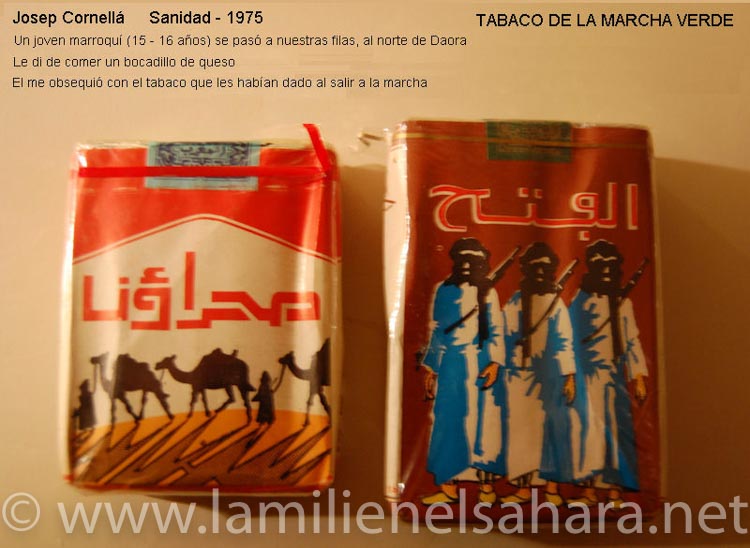 Josep Cornellá Sanidad - 1975
TABACO DE LA MARCHA VERDE
Un joven marroquí (15 - 16 años) se pasó a nuestras filas, al norte de Daora
Le di de comer un bocadillo de queso
El me obsequió con el tabaco que les habían dado al salir a la marcha
صحراؤنا
الفتح
© www.lamilienelsahara.net